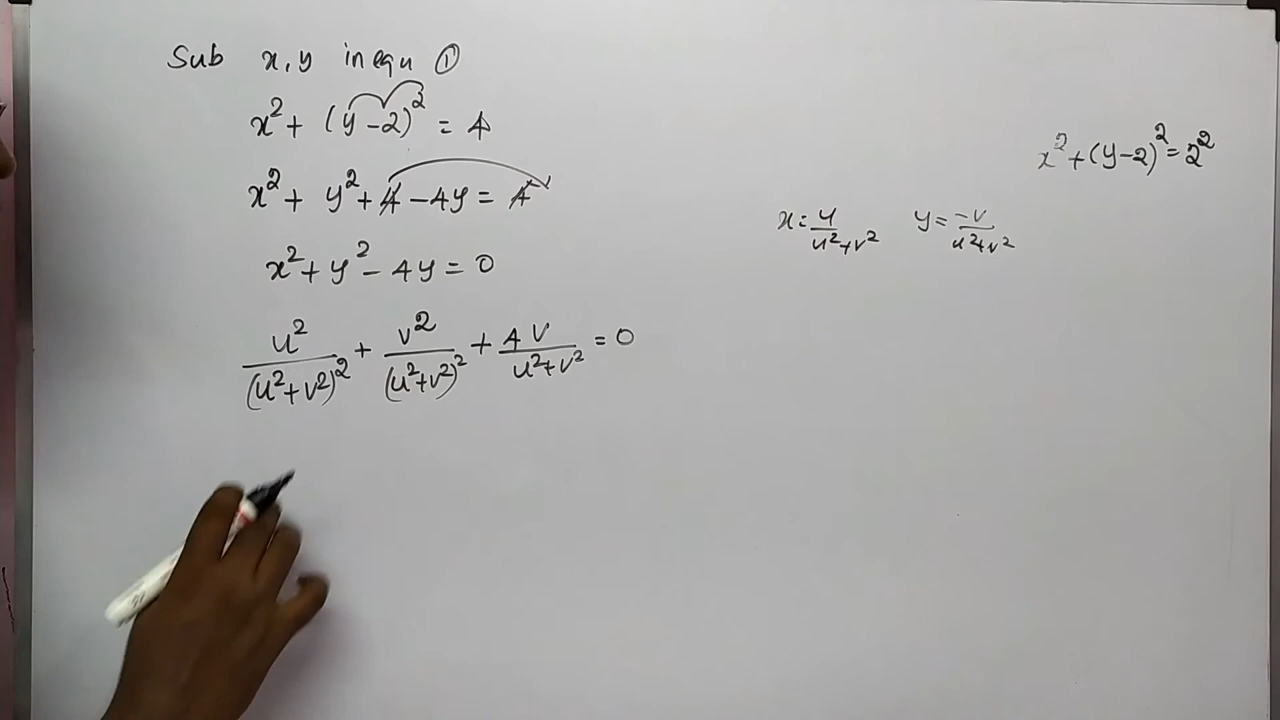 Sub x, y in equ ①
x² + (y-2)² = 4
x² + y² + 4 - 4y = 4
x² + y² - 4y = 0
u²/(u²+v²)² + v²/(u²+v²)² + 4v/(u²+v²) = 0
x² + (y-2)² = 2²
x = u/(u²+v²) y = -v/(u²+v²)